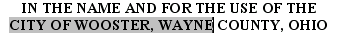 IN THE NAME AND FOR THE USE OF THE
CITY OF WOOSTER, WAYNE COUNTY, OHIO